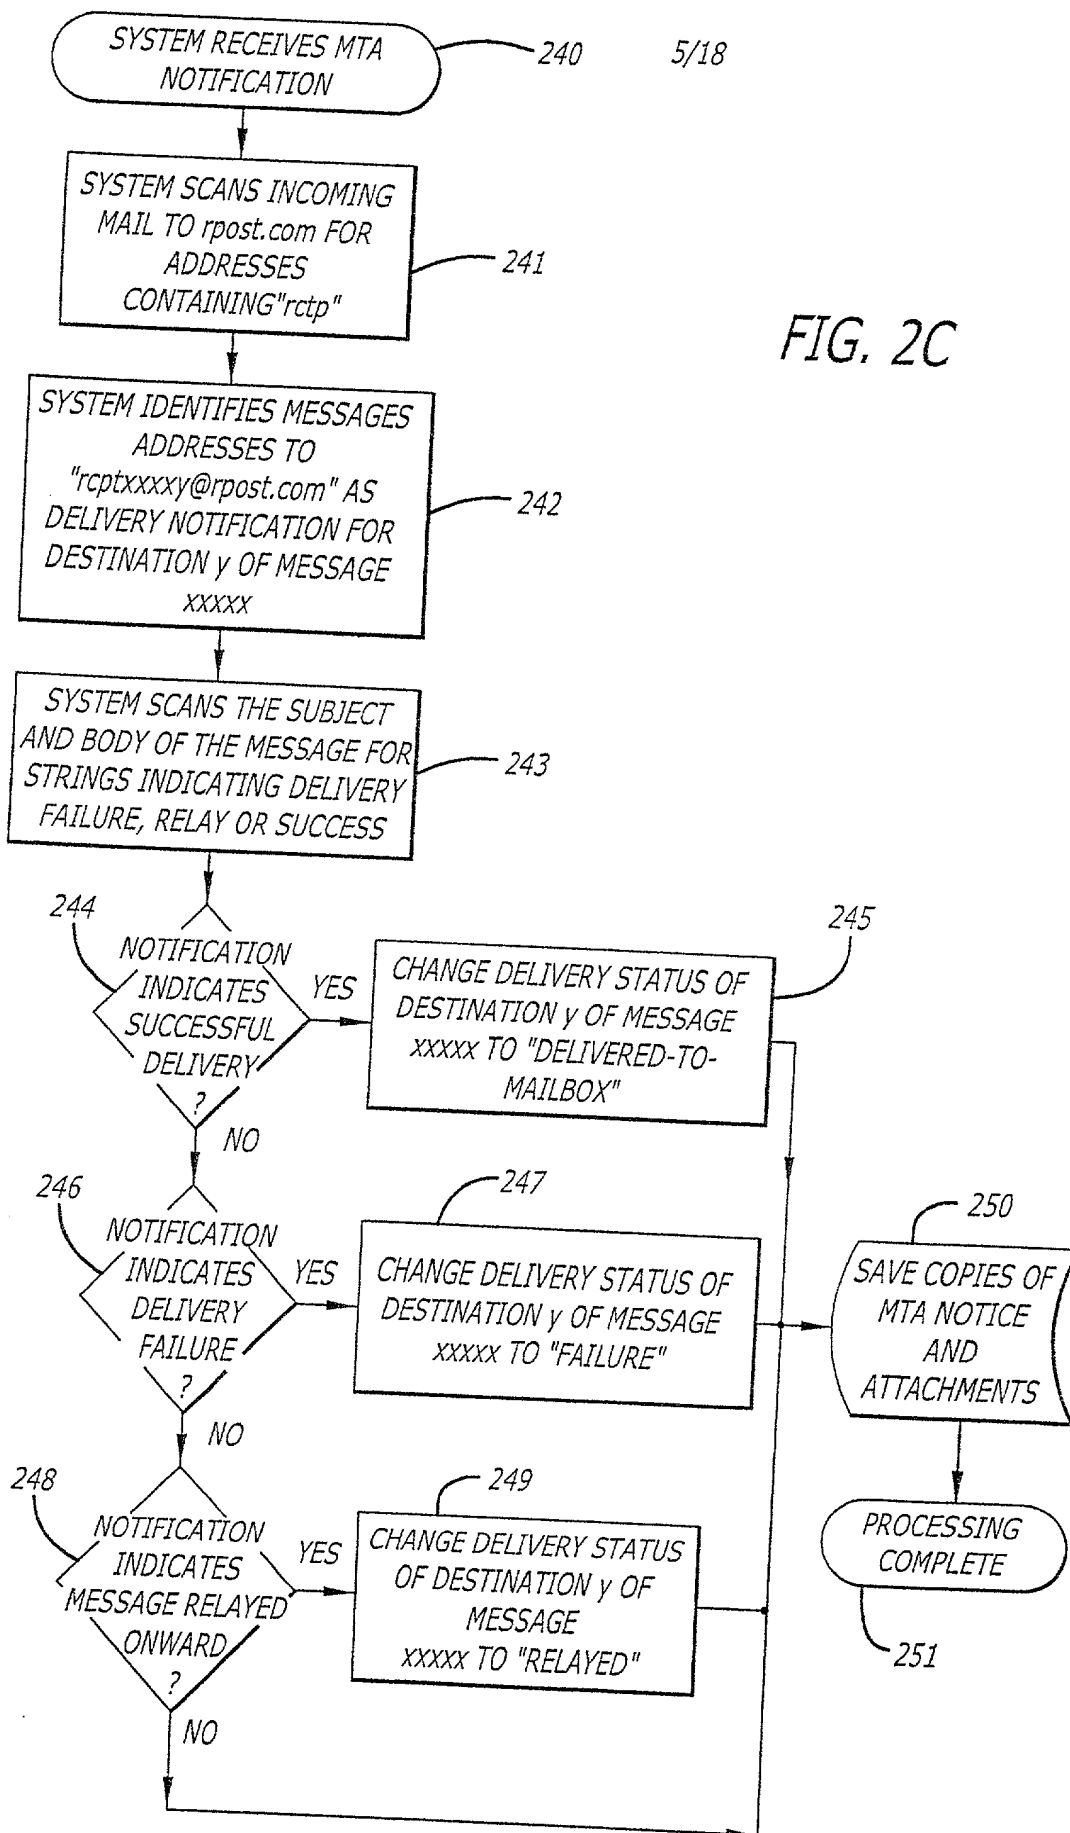 SYSTEM RECEIVES MTA
NOTIFICATION
240
5/18
SYSTEM SCANS INCOMING
MAIL TO rpost.com FOR
ADDRESSES
CONTAINING"rctp"
241
FIG. 2C
SYSTEM IDENTIFIES MESSAGES
ADDRESSES TO
"rcptxxxxy@rpost.com" AS
DELIVERY NOTIFICATION FOR
DESTINATION y OF MESSAGE
xxxxx
242
SYSTEM SCANS THE SUBJECT
AND BODY OF THE MESSAGE FOR
STRINGS INDICATING DELIVERY
FAILURE, RELAY OR SUCCESS
243
244
NOTIFICATION
INDICATES
SUCCESSFUL
DELIVERY
?
YES
NO
245
CHANGE DELIVERY STATUS OF
DESTINATION y OF MESSAGE
xxxxx TO "DELIVERED-TO-
MAILBOX"
246
NOTIFICATION
INDICATES
DELIVERY
FAILURE
?
YES
NO
247
CHANGE DELIVERY STATUS OF
DESTINATION y OF MESSAGE
xxxxx TO "FAILURE"
250
SAVE COPIES OF
MTA NOTICE
AND
ATTACHMENTS
248
NOTIFICATION
INDICATES
MESSAGE RELAYED
ONWARD
?
YES
NO
249
CHANGE DELIVERY STATUS
OF DESTINATION y OF
MESSAGE
xxxxx TO "RELAYED"
PROCESSING
COMPLETE
251